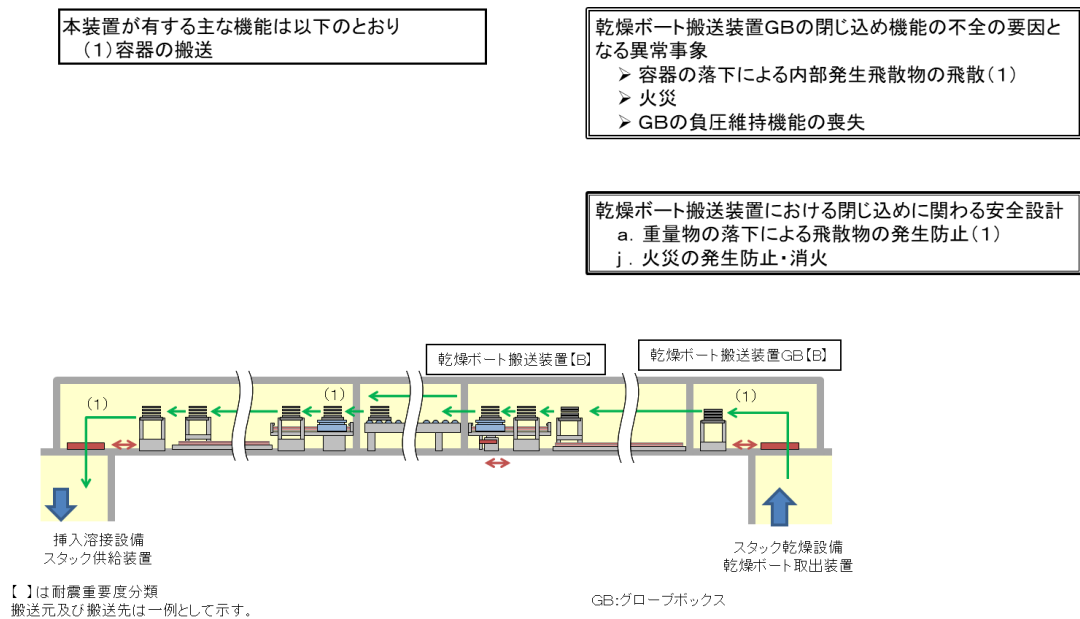 本装置が有する主な機能は以下のとおり
(1)容器の搬送
乾燥ボート搬送装置GBの閉じ込め機能の不全の要因と
なる異常事象
➢ 容器の落下による内部発生飛散物の飛散(1)
➢ 火災
➢ GBの負圧維持機能の喪失
乾燥ボート搬送装置における閉じ込めに関わる安全設計
a. 重量物の落下による飛散物の発生防止(1)
j. 火災の発生防止・消火
乾燥ボート搬送装置【B】
乾燥ボート搬送装置GB【B】
(1)
(1)
(1)
挿入溶接設備
スタック供給装置
スタック乾燥設備
乾燥ボート取出装置
【 】は耐震重要度分類
搬送元及び搬送先は一例として示す。
GB:グローブボックス